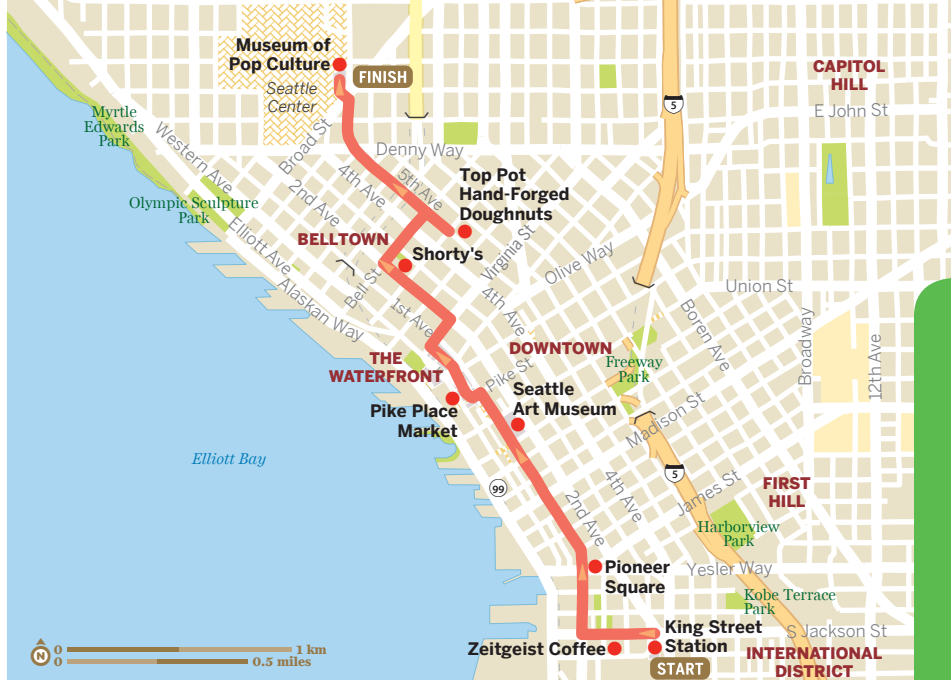 Museum of
Pop Culture
FINISH
Seattle
Center
CAPITOL
HILL
5
E John St
Myrtle
Edwards
Park
Western Ave
Broad St
Denny Way
4th Ave
5th Ave
2nd Ave
Top Pot
Hand-Forged
Doughnuts
Olympic Sculpture
Park
Elliott Ave
BELLTOWN
Shorty's
Virginia St
Olive Way
Bell St
Alaskan Way
Union St
1st Ave
4th Ave
Boren Ave
Broadway
12th Ave
DOWNTOWN
THE
WATERFRONT
Pike St
Freeway
Park
Seattle
Art Museum
Pike Place
Market
Madison St
Elliott Bay
99
5
2nd Ave
4th Ave
James St
FIRST
HILL
Harborview
Park
Pioneer
Square
Yesler Way
Kobe Terrace
Park
King Street
Station
S Jackson St
Zeitgeist Coffee
START
INTERNATIONAL
DISTRICT
N
0 1 km
0 0.5 miles